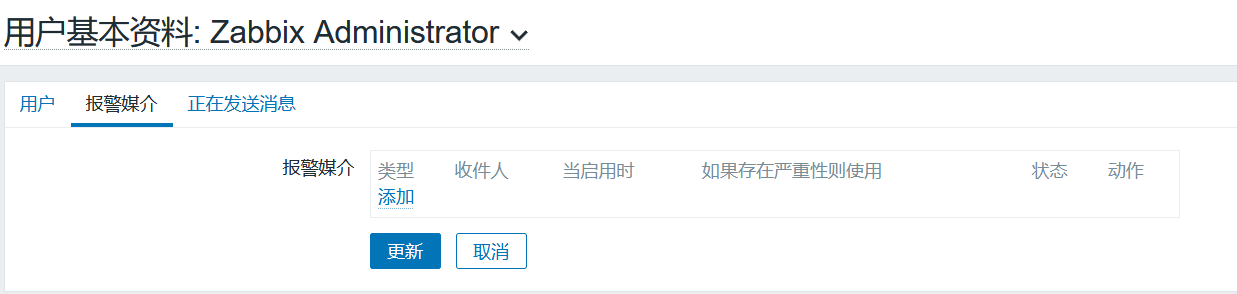 用户基本资料: Zabbix Administrator
用户 报警媒介 正在发送消息
报警媒介 类型 收件人 当启用时 如果存在严重性则使用 状态 动作
添加
更新 取消